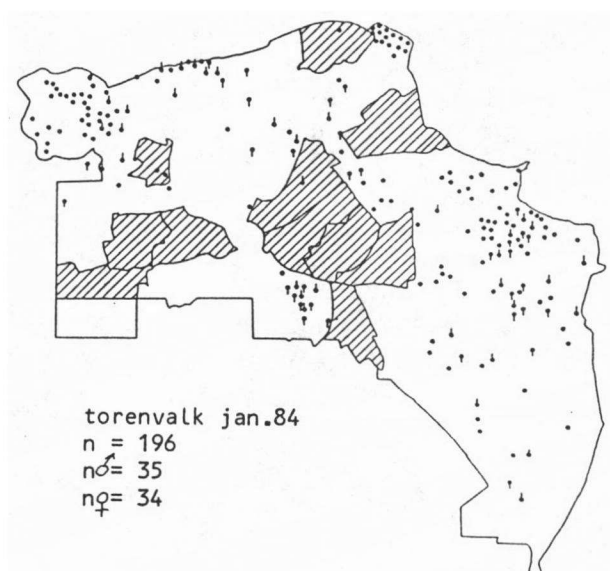 torenvalk jan.84
n = 196
n♂= 35
n♀= 34